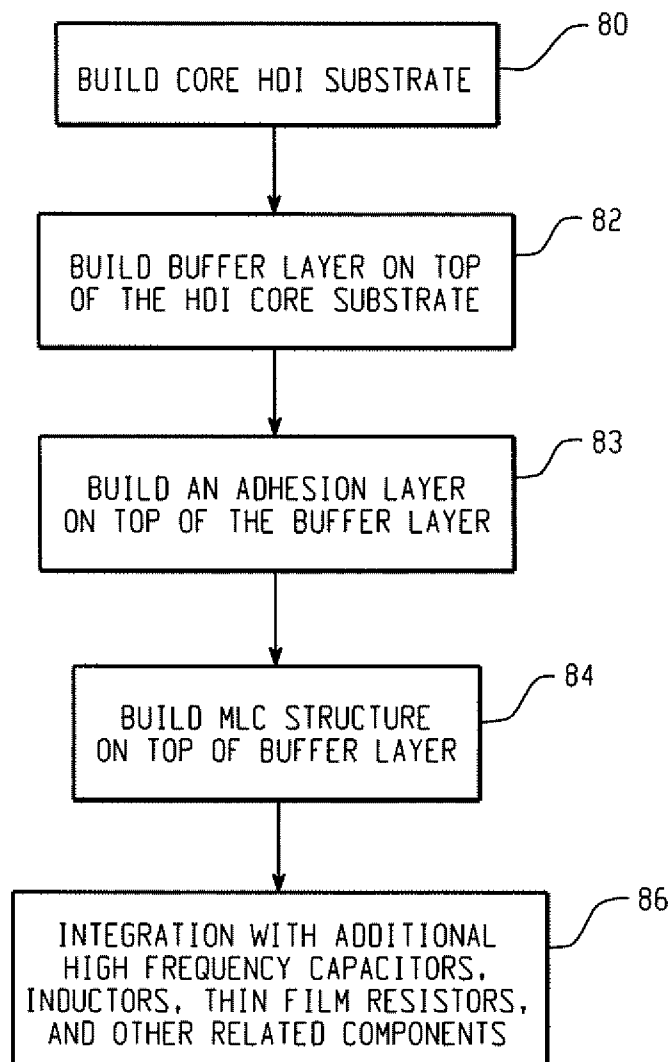 80
BUILD CORE HDI SUBSTRATE
82
BUILD BUFFER LAYER ON TOP
OF THE HDI CORE SUBSTRATE
83
BUILD AN ADHESION LAYER
ON TOP OF THE BUFFER LAYER
84
BUILD MLC STRUCTURE
ON TOP OF BUFFER LAYER
86
INTEGRATION WITH ADDITIONAL
HIGH FREQUENCY CAPACITORS,
INDUCTORS, THIN FILM RESISTORS,
AND OTHER RELATED COMPONENTS